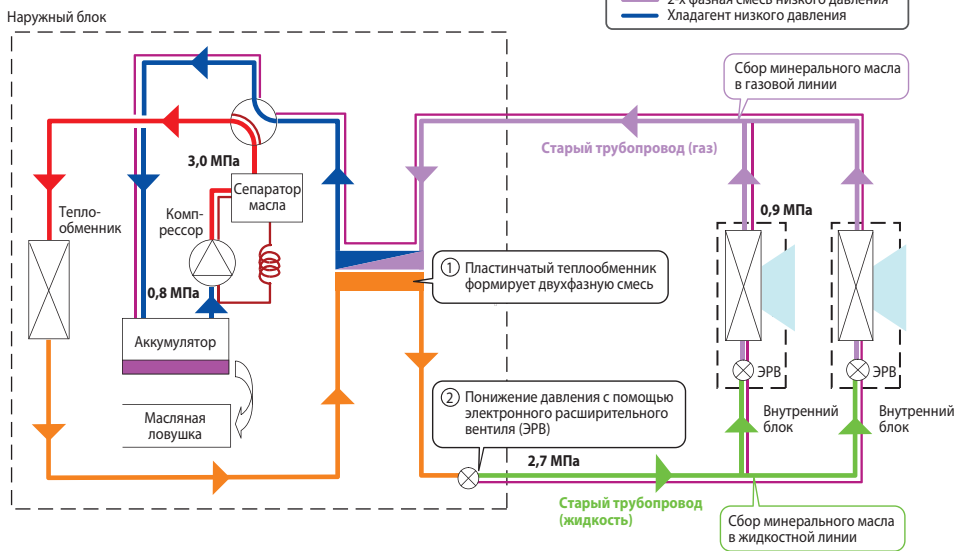 2-х фазная смесь низкого давления
Хладагент низкого давления
Наружный блок
Сбор минерального масла
в газовой линии
Старый трубопровод (газ)
3,0 МПа
Сепаратор
масла
Тепло-
обменник
Комп-
рессор
0,9 МПа
1 Пластинчатый теплообменник
формирует двухфазную смесь
0,8 МПа
Аккумулятор
ЭРВ
ЭРВ
Масляная
ловушка
2 Понижение давления с помощью
электронного расширительного
вентиля (ЭРВ)
Внутренний
блок
Внутренний
блок
2,7 МПа
Старый трубопровод
(жидкость)
Сбор минерального масла
в жидкостной линии